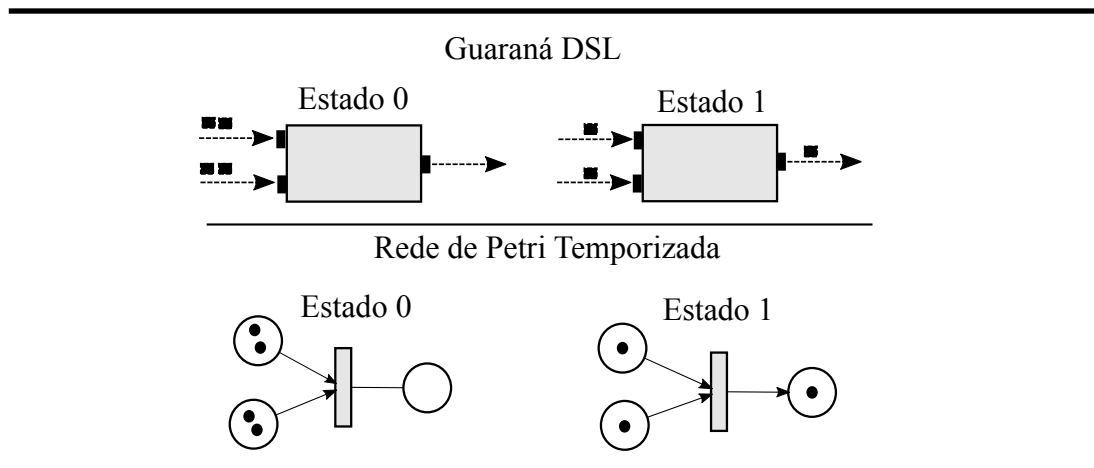 Guaraná DSL
Estado 0
Estado 1
Rede de Petri Temporizada
Estado 0
Estado 1